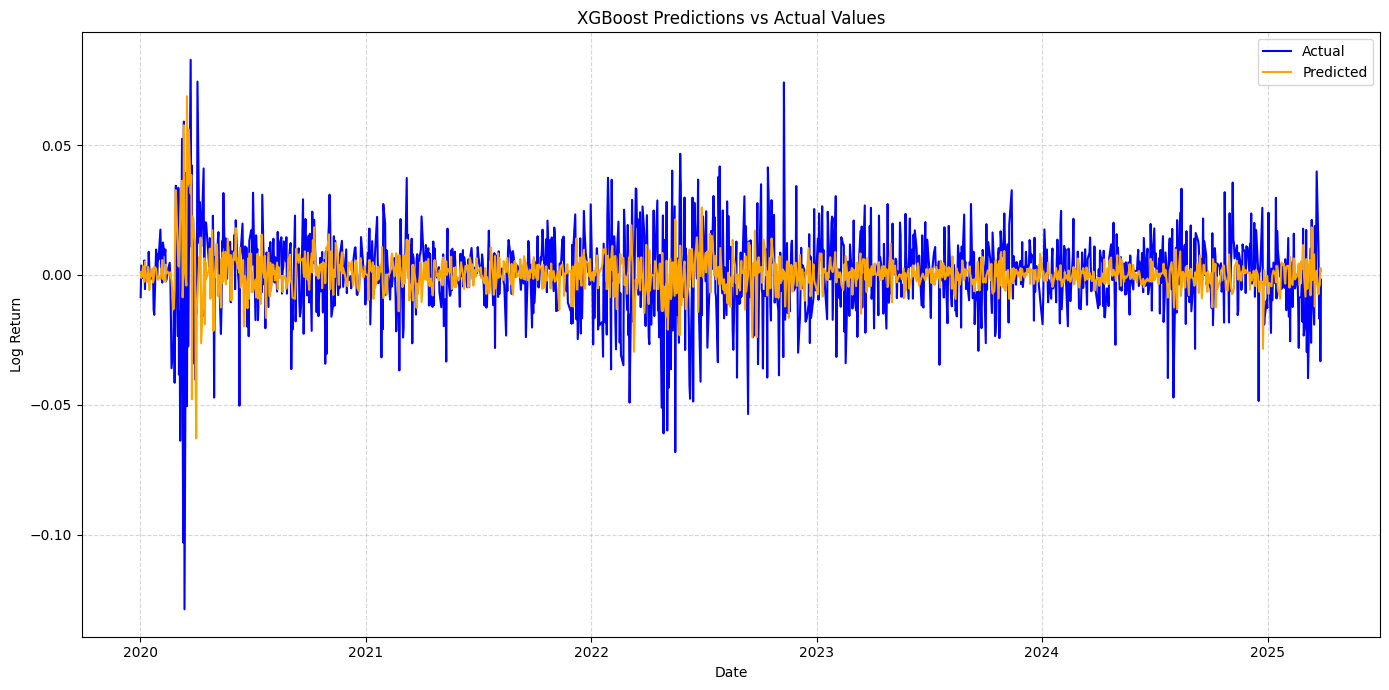 XGBoost Predictions vs Actual Values
Actual
Predicted
Log Return
0.05
0.00
−0.05
−0.10
2020
2021
2022
2023
2024
2025
Date